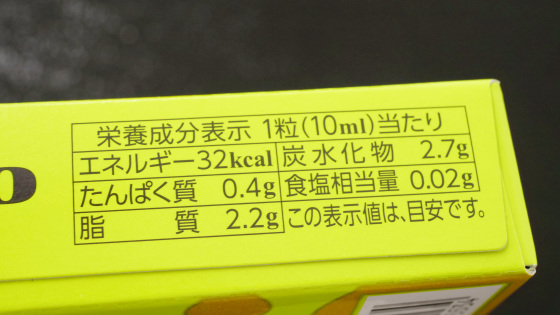 栄養成分表示 1粒(10ml)当たり
エネルギー32kcal 炭水化物 2.7g
たんぱく質 0.4g 食塩相当量 0.02g
脂 質 2.2g この表示値は、目安です。